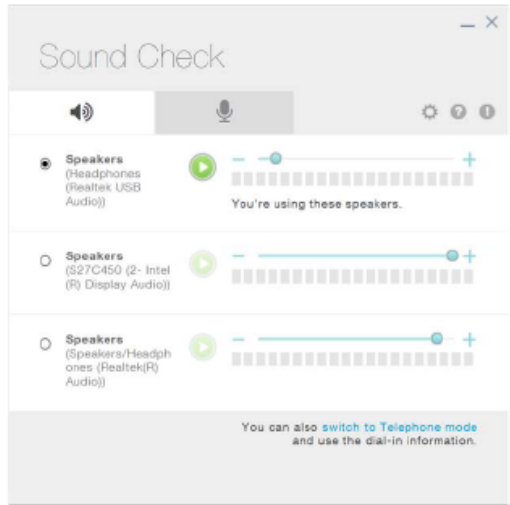 Sound Check
Speakers
(Headphones
(Realtek USB
Audio))
You're using these speakers.
Speakers
(S27C450 (2- Intel
(R) Display Audio))
Speakers
(Speakers/Headph
ones (Realtek(R)
Audio))
You can also switch to Telephone mode
and use the dial-in information.